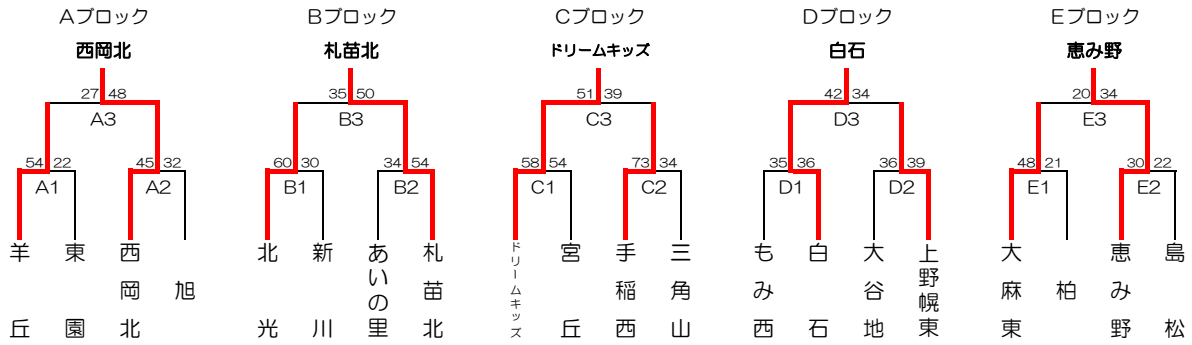 Aブロック
西岡北
27 48
A3
54 22
A1
45 32
A2
羊丘
東園
西岡北
旭
Bブロック
札苗北
35 50
B3
60 30
B1
34 54
B2
北光
新川
あいの里
札苗北
Cブロック
ドリームキッズ
51 39
C3
58 54
C1
73 34
C2
ドリームキッズ
宮丘
手稲西
三角山
Dブロック
白石
42 34
D3
35 36
D1
36 39
D2
もみ西
白石
大谷地
上野幌東
Eブロック
恵み野
20 34
E3
48 21
E1
30 22
E2
大麻東
柏
恵み野
島松